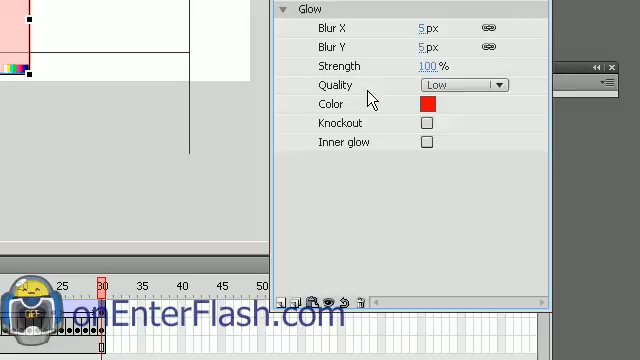 Glow
Blur X 5 px
Blur Y 5 px
Strength 100 %
Quality Low
Color
Knockout
Inner glow
25 30 35 40 45 50
OFF
onEnterFlash.com